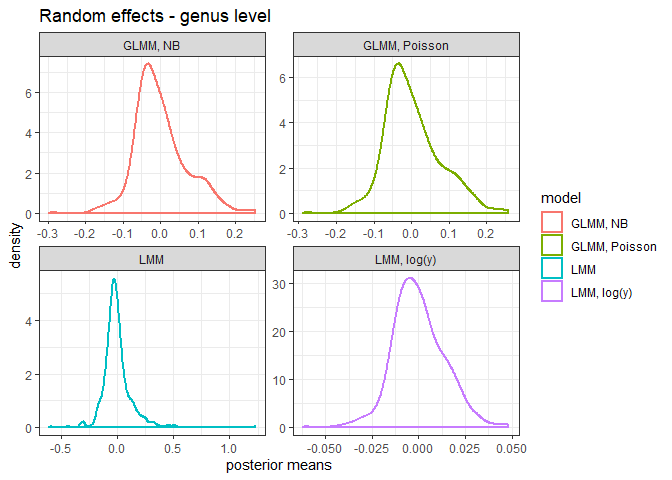 Random effects - genus level
GLMM, NB
GLMM, Poisson
6
4
2
0
6
4
2
0
-0.3 -0.2 -0.1 0.0 0.1 0.2
-0.3 -0.2 -0.1 0.0 0.1 0.2
density
LMM
LMM, log(y)
4
2
0
30
20
10
0
-0.5 0.0 0.5 1.0
-0.050 -0.025 0.000 0.025 0.050
posterior means
model
GLMM, NB
GLMM, Poisson
LMM
LMM, log(y)